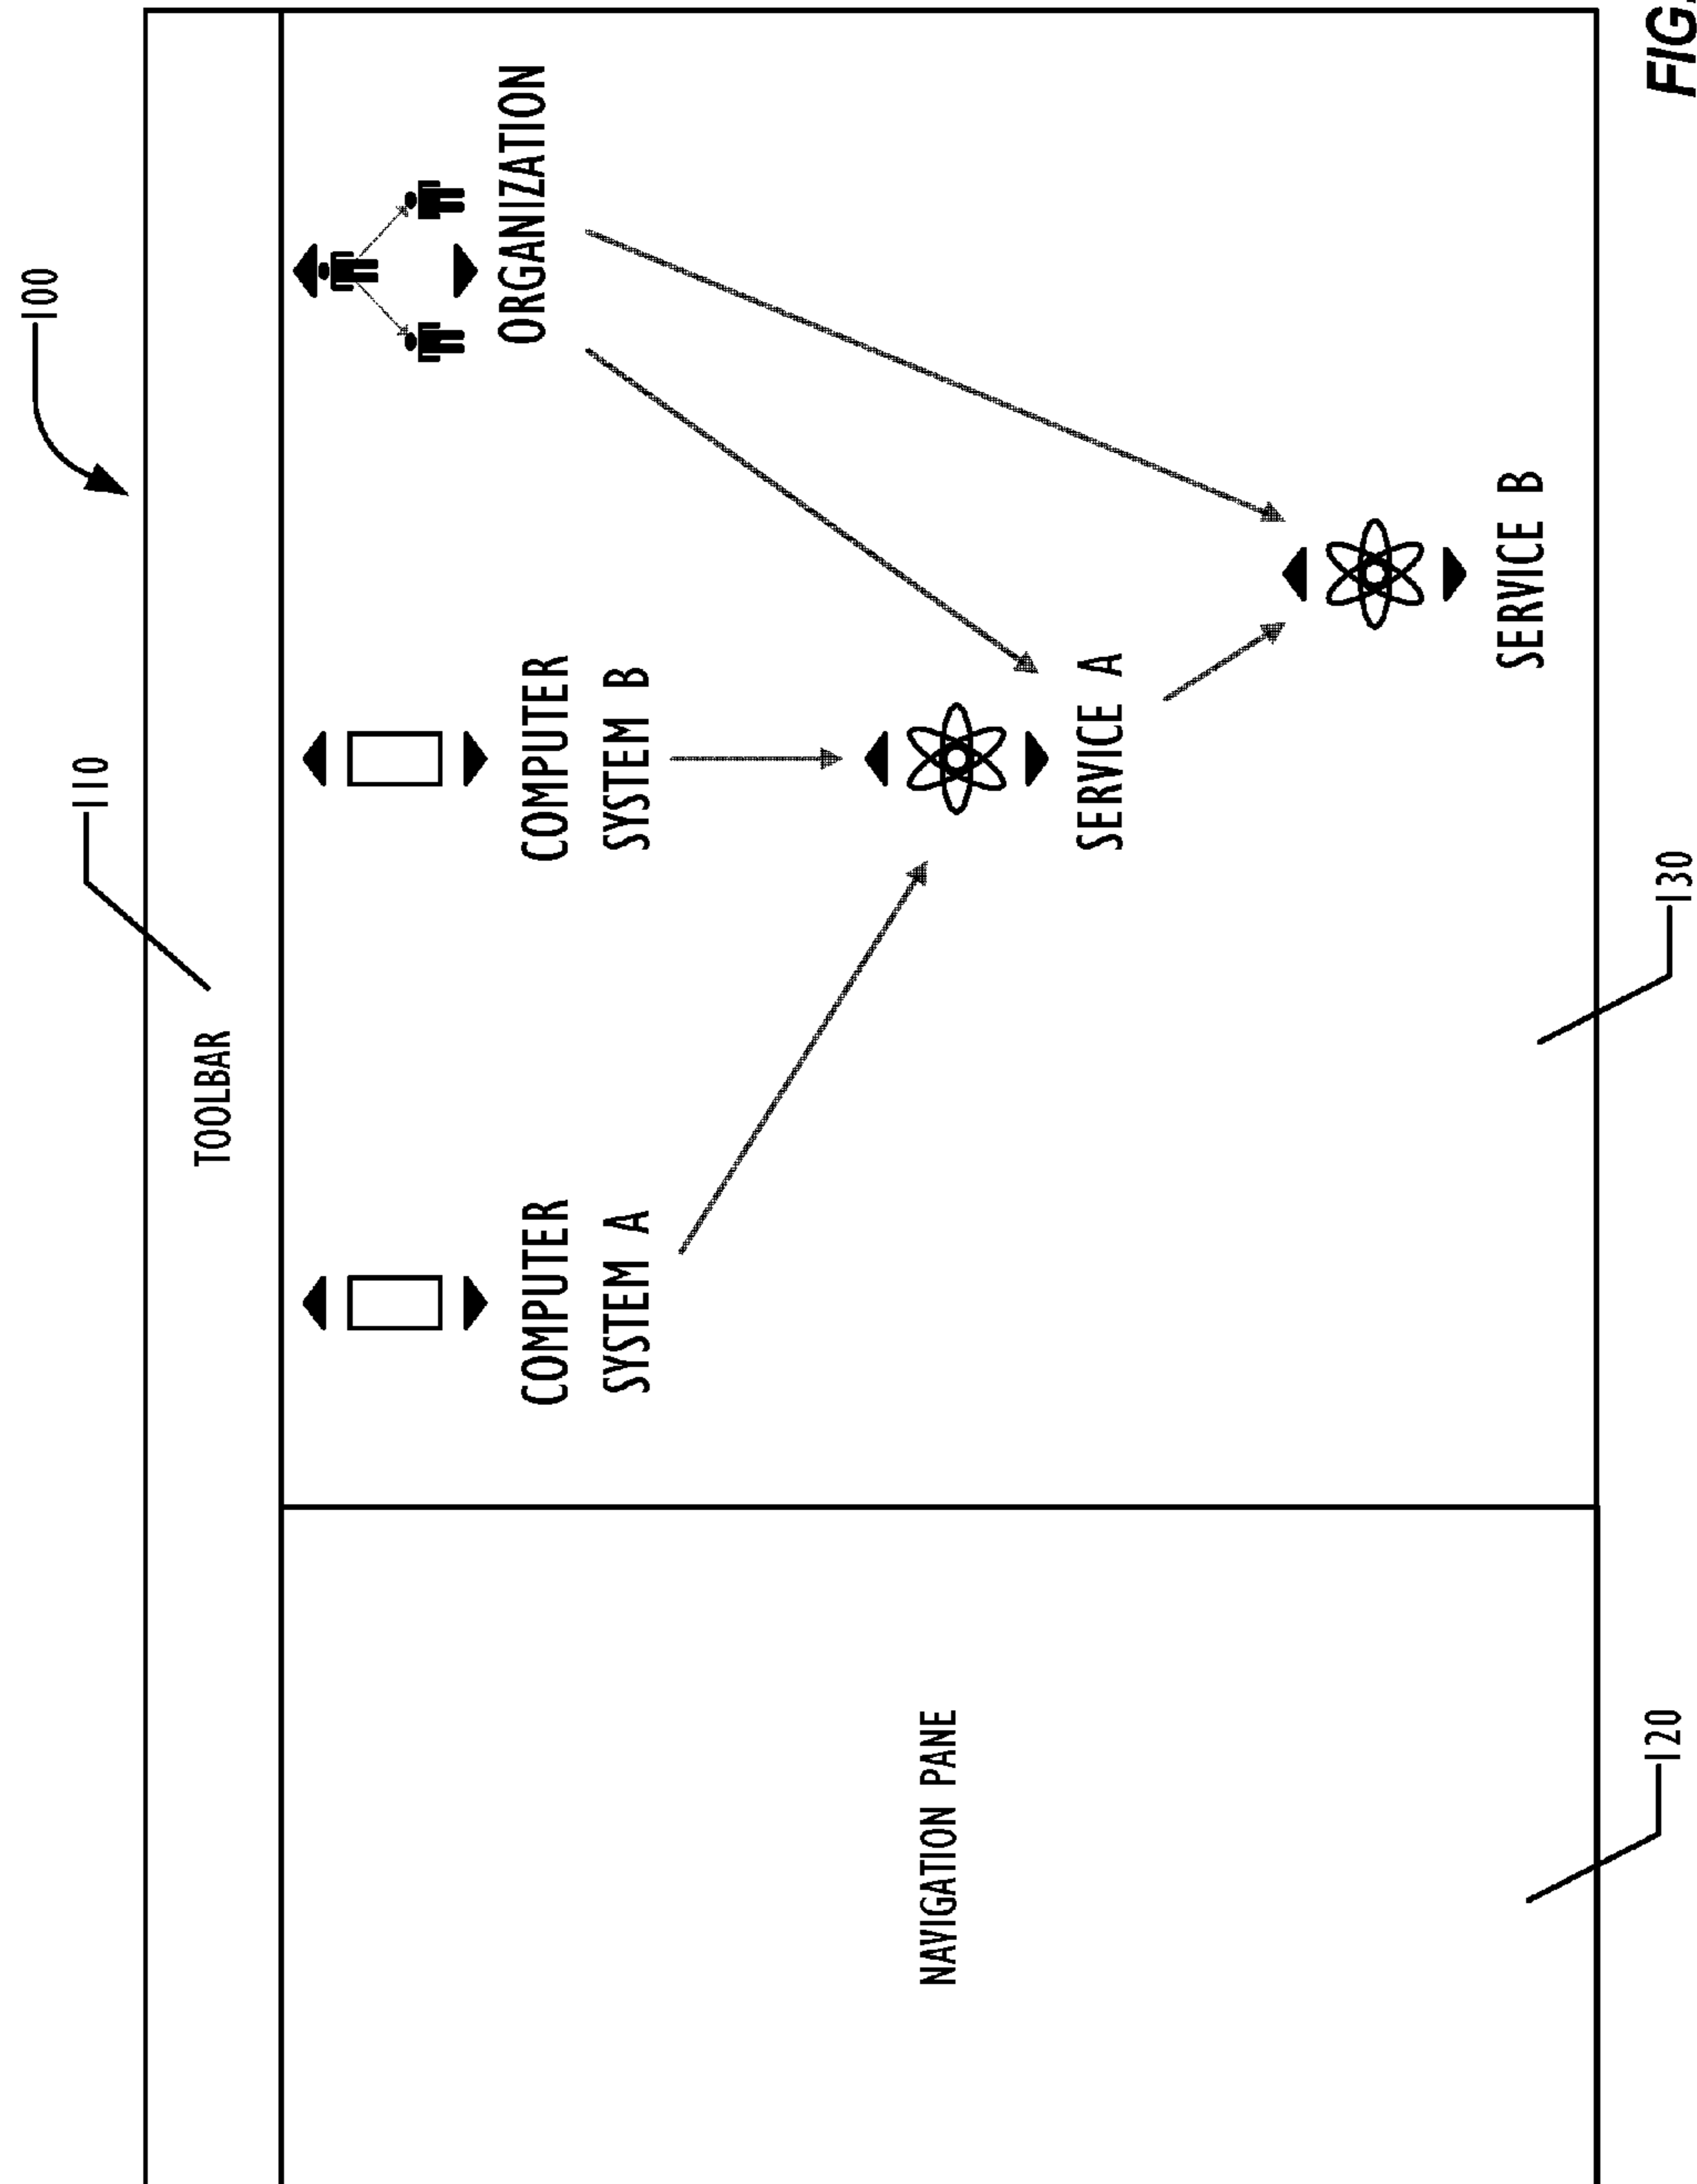 100
110
TOOLBAR
COMPUTER
SYSTEM A
COMPUTER
SYSTEM B
ORGANIZATION
SERVICE A
SERVICE B
NAVIGATION PANE
120
130
FIG.